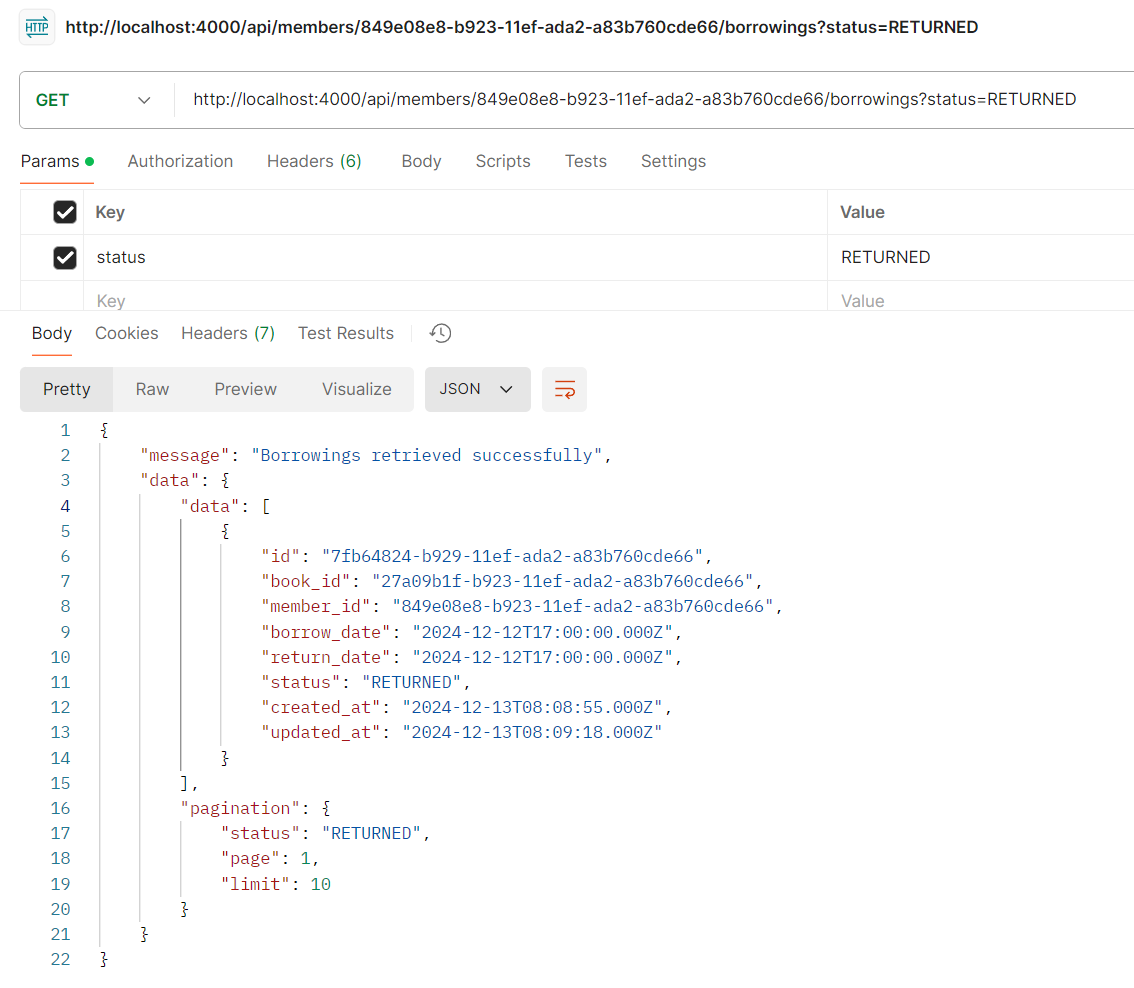 HTTP http://localhost:4000/api/members/849e08e8-b923-11ef-ada2-a83b760cde66/borrowings?status=RETURNED
GET http://localhost:4000/api/members/849e08e8-b923-11ef-ada2-a83b760cde66/borrowings?status=RETURNED
Params Authorization Headers (6) Body Scripts Tests Settings
Key Value
status RETURNED
Key Value
Body Cookies Headers (7) Test Results
Pretty Raw Preview Visualize JSON
1 {
2 "message": "Borrowings retrieved successfully",
3 "data": {
4 "data": [
5 {
6 "id": "7fb64824-b929-11ef-ada2-a83b760cde66",
7 "book_id": "27a09b1f-b923-11ef-ada2-a83b760cde66",
8 "member_id": "849e08e8-b923-11ef-ada2-a83b760cde66",
9 "borrow_date": "2024-12-12T17:00:00.000Z",
10 "return_date": "2024-12-12T17:00:00.000Z",
11 "status": "RETURNED",
12 "created_at": "2024-12-13T08:08:55.000Z",
13 "updated_at": "2024-12-13T08:09:18.000Z"
14 }
15 ],
16 "pagination": {
17 "status": "RETURNED",
18 "page": 1,
19 "limit": 10
20 }
21 }
22 }